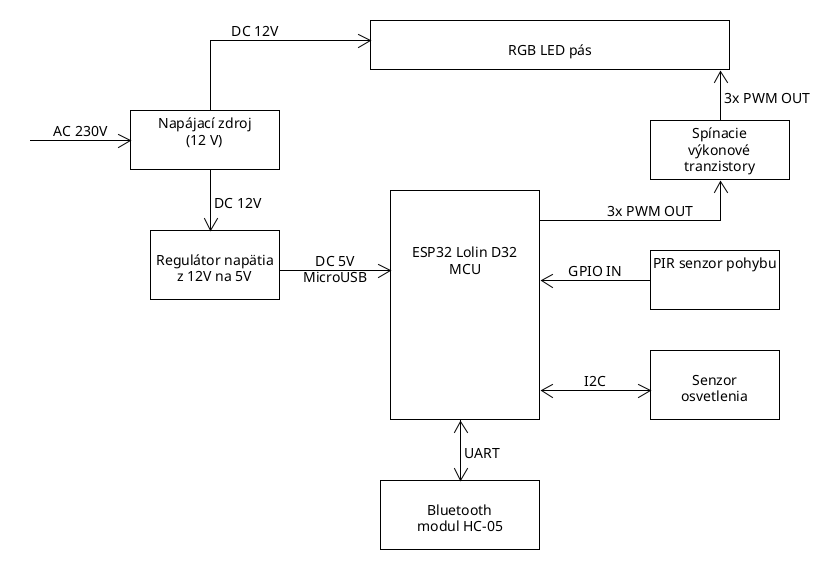 DC 12V
RGB LED pás
3x PWM OUT
AC 230V
Napájací zdroj
(12 V)
Spínacie
výkonové
tranzistory
DC 12V
3x PWM OUT
Regulátor napätia
z 12V na 5V
DC 5V
MicroUSB
ESP32 Lolin D32
MCU
GPIO IN
PIR senzor pohybu
I2C
Senzor
osvetlenia
UART
Bluetooth
modul HC-05